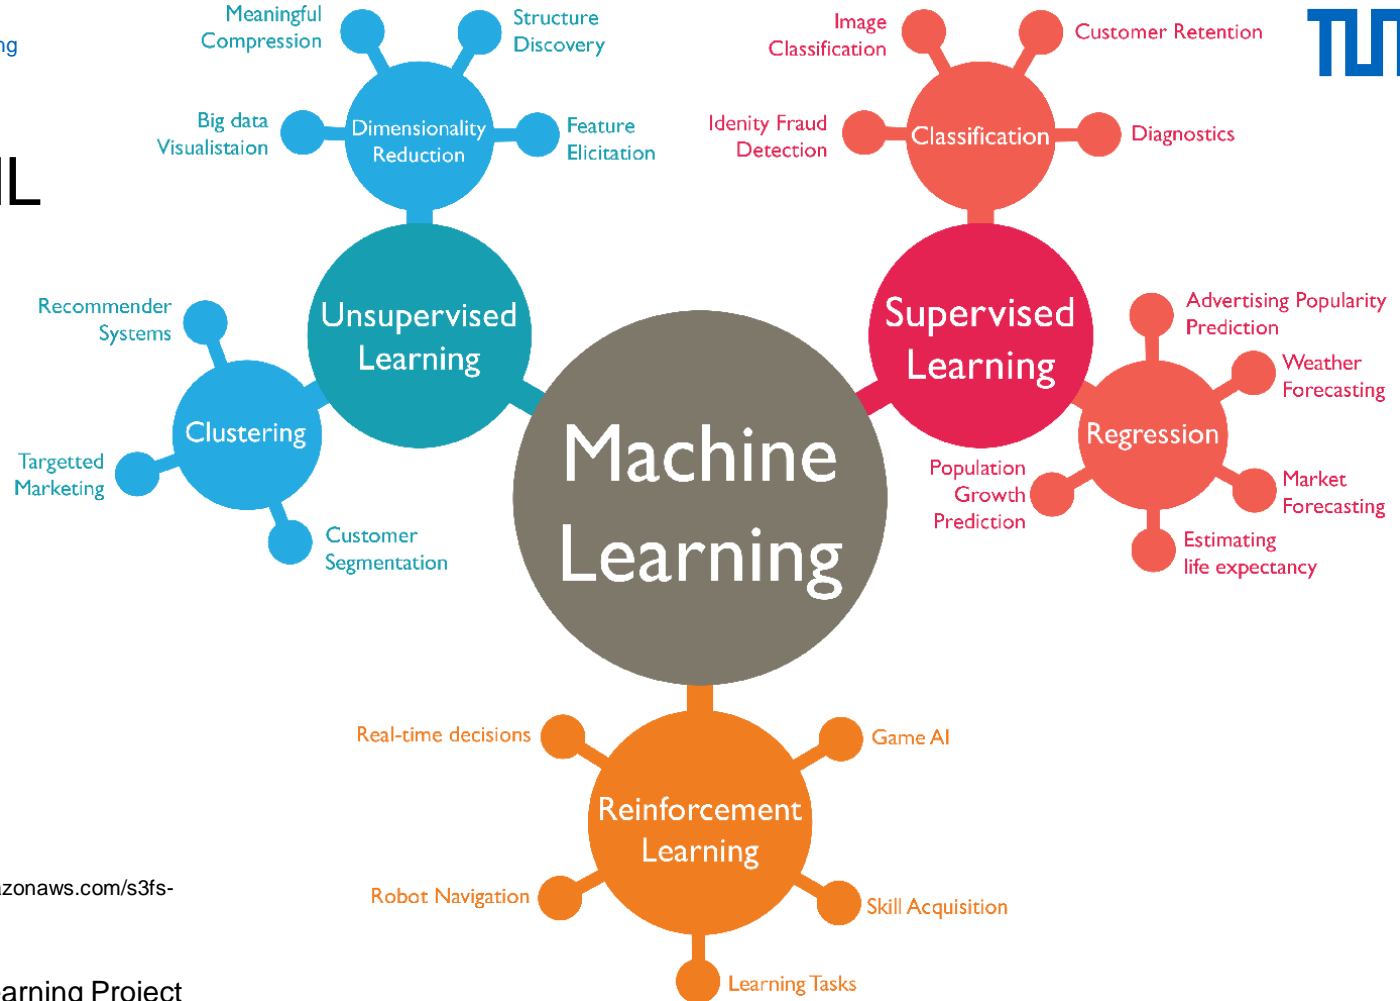 Meaningful
Compression
Structure
Discovery
Big data
Visualistaion
Dimensionality
Reduction
Feature
Elicitation
Image
Classification
Customer Retention
Idenity Fraud
Detection
Classification
Diagnostics
ng
Recommender
Systems
Unsupervised
Learning
Clustering
Targetted
Marketing
Customer
Segmentation
Supervised
Learning
Advertising Popularity
Prediction
Weather
Forecasting
Regression
Population
Growth
Prediction
Market
Forecasting
Estimating
life expectancy
Machine
Learning
Real-time decisions
Game AI
Reinforcement
Learning
Robot Navigation
Skill Acquisition
Learning Tasks
zonaws.com/s3fs-
arning Project